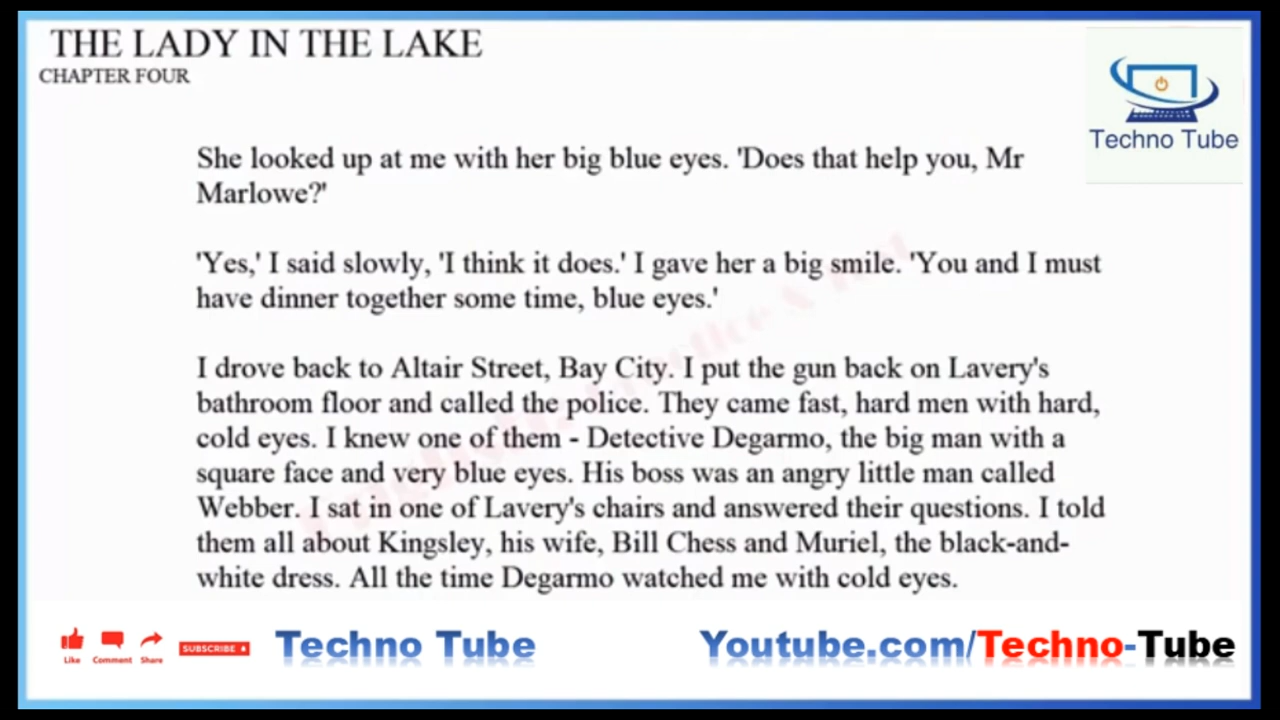 THE LADY IN THE LAKE
CHAPTER FOUR
Techno Tube
She looked up at me with her big blue eyes. 'Does that help you, Mr
Marlowe?'
'Yes,' I said slowly, 'I think it does.' I gave her a big smile. 'You and I must
have dinner together some time, blue eyes.'
I drove back to Altair Street, Bay City. I put the gun back on Lavery's
bathroom floor and called the police. They came fast, hard men with hard,
cold eyes. I knew one of them - Detective Degarmo, the big man with a
square face and very blue eyes. His boss was an angry little man called
Webber. I sat in one of Lavery's chairs and answered their questions. I told
them all about Kingsley, his wife, Bill Chess and Muriel, the black-and-
white dress. All the time Degarmo watched me with cold eyes.
Like Comment Share SUBSCRIBE Techno Tube Youtube.com/Techno-Tube